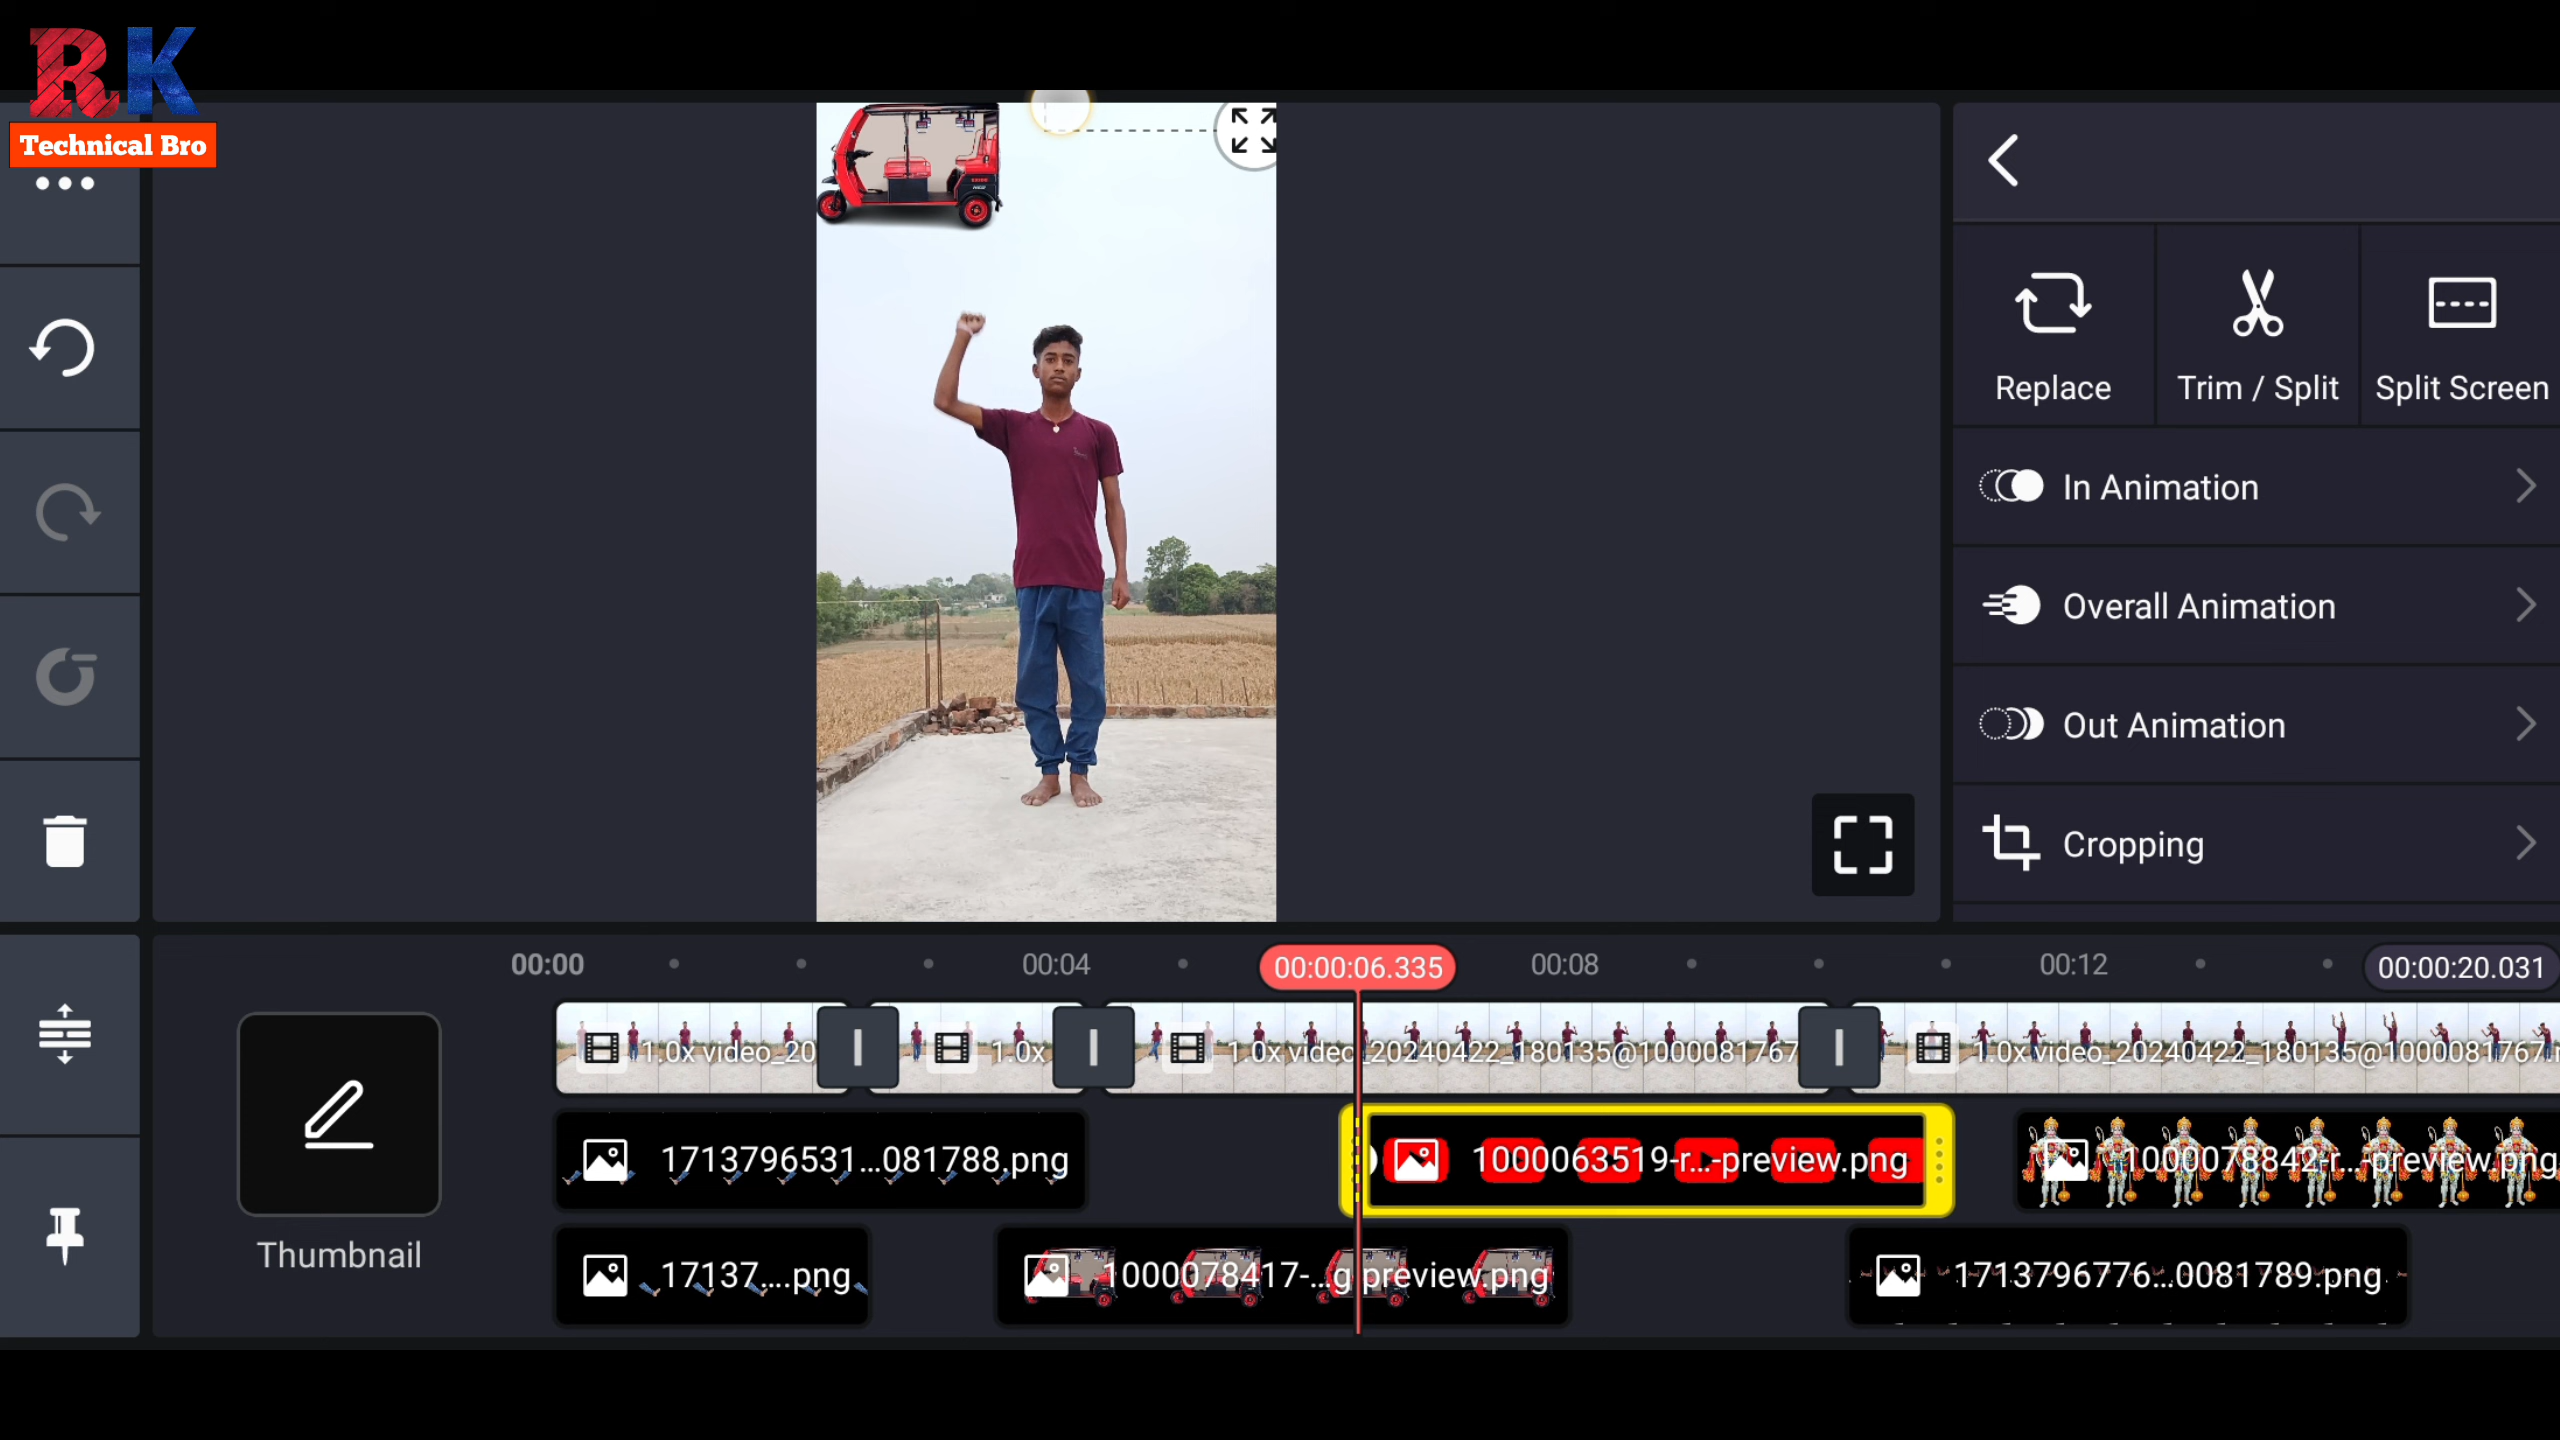 RK
Technical Bro
Replace
Trim / Split
Split Screen
In Animation
Overall Animation
Out Animation
Cropping
00:00
00:04
00:00:06.335
00:08
00:12
00:00:20.031
1.0x video_20
1.0x
1.0x video_20240422_180135@1000081767
1.0x video_20240422_180135@1000081767.
1713796531...081788.png
1000063519-r...-preview.png
1000078842-r...-preview.png
Thumbnail
17137....png
1000078417-...g-preview.png
1713796776...0081789.png